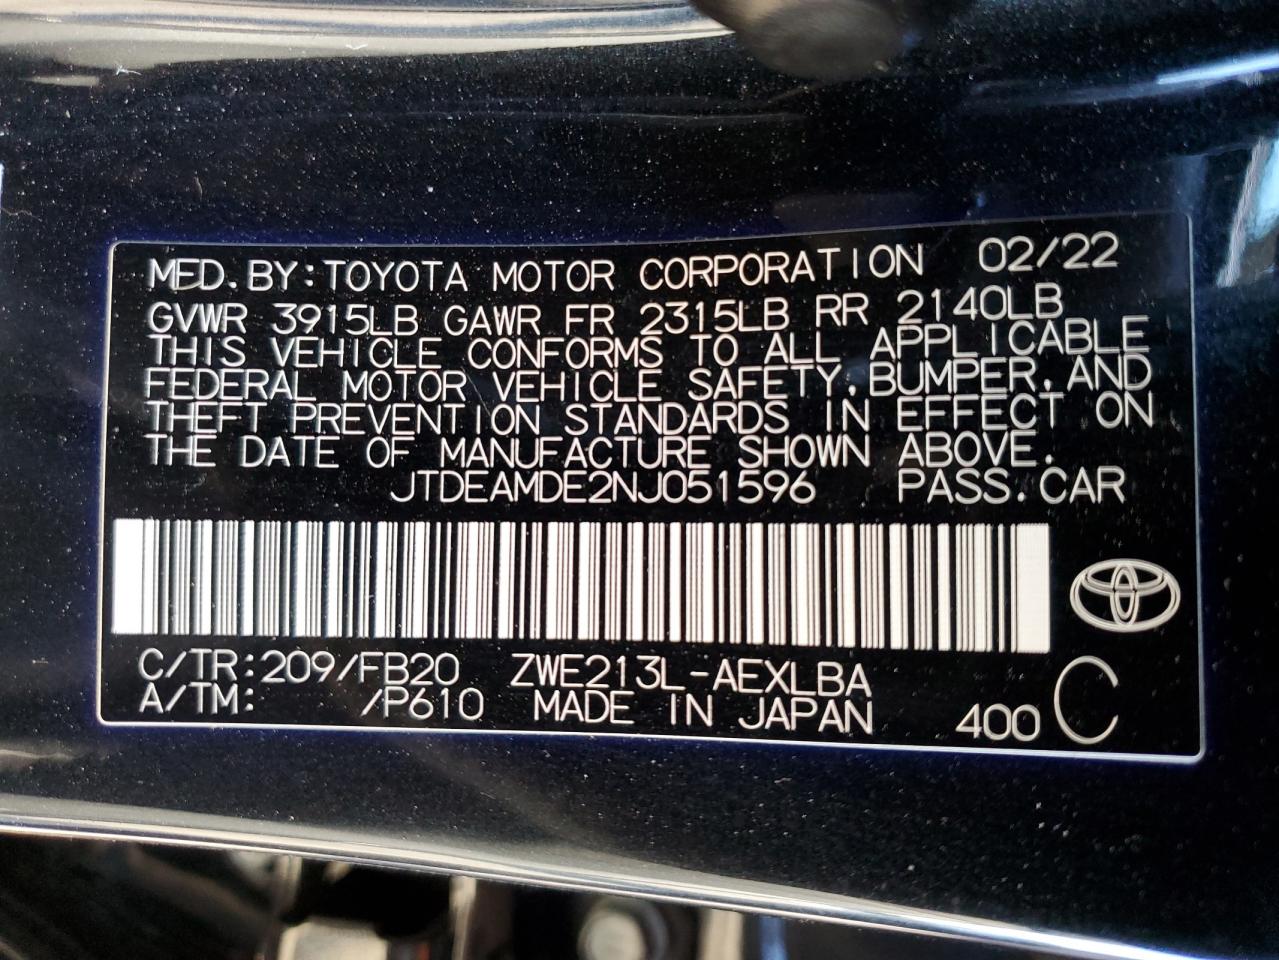 MFD. BY: TOYOTA MOTOR CORPORATION 02/22
GVWR 3915LB GAWR FR 2315LB RR 2140LB
THIS VEHICLE CONFORMS TO ALL APPLICABLE
FEDERAL MOTOR VEHICLE SAFETY, BUMPER, AND
THEFT PREVENTION STANDARDS IN EFFECT ON
THE DATE OF MANUFACTURE SHOWN ABOVE.
JTDEAMDE2NJ051596 PASS. CAR
C/TR: 209/FB20 ZWE213L-AEXLBA
A/TM: /P610 MADE IN JAPAN 400 C